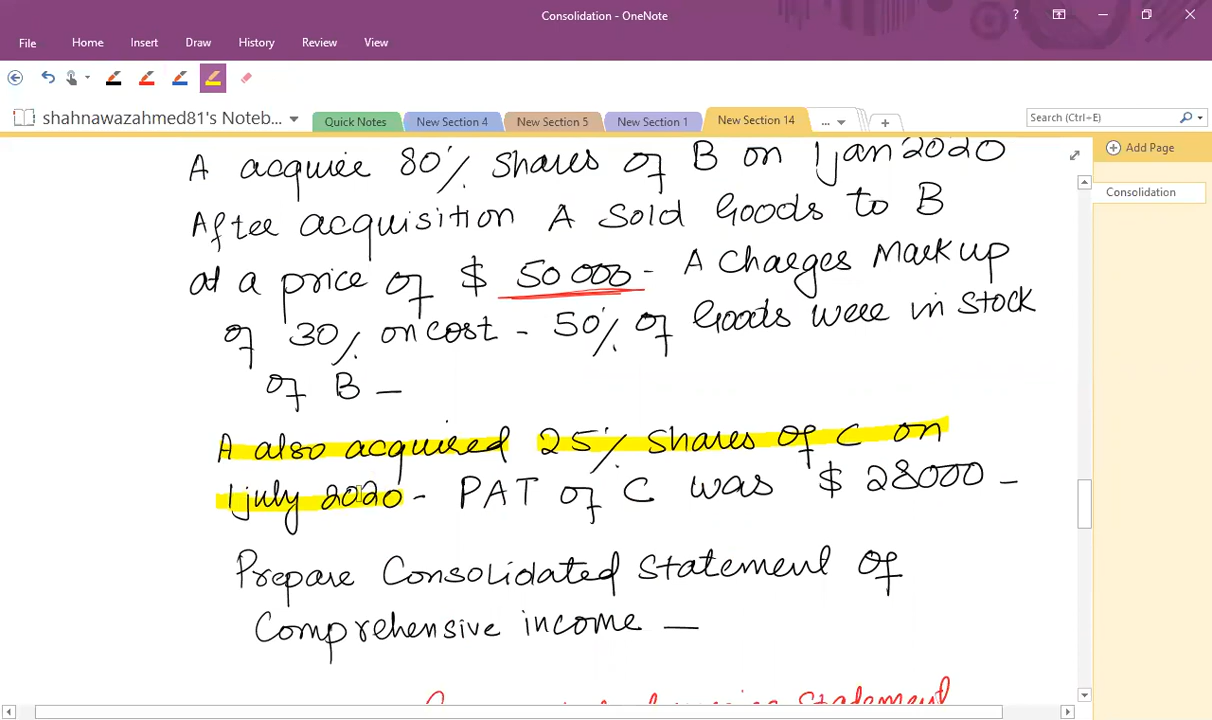 Consolidation - OneNote
?
File Home Insert Draw History Review View
shahnawazahmed81's Noteb... Quick Notes New Section 4 New Section 5 New Section 1 New Section 14 ... Search (Ctrl+E)
Add Page
Consolidation
A acquire 80% shares of B on 1 Jan 2020
After acquisition A Sold Goods to B
at a price of $ 50000 - A Charges Mark up
of 30% on cost - 50% of Goods were in Stock
of B -
A also acquired 25% shares of C on
1 july 2020 - PAT of C was $ 28000 -
Prepare Consolidated Statement of
Comprehensive income -
Statement